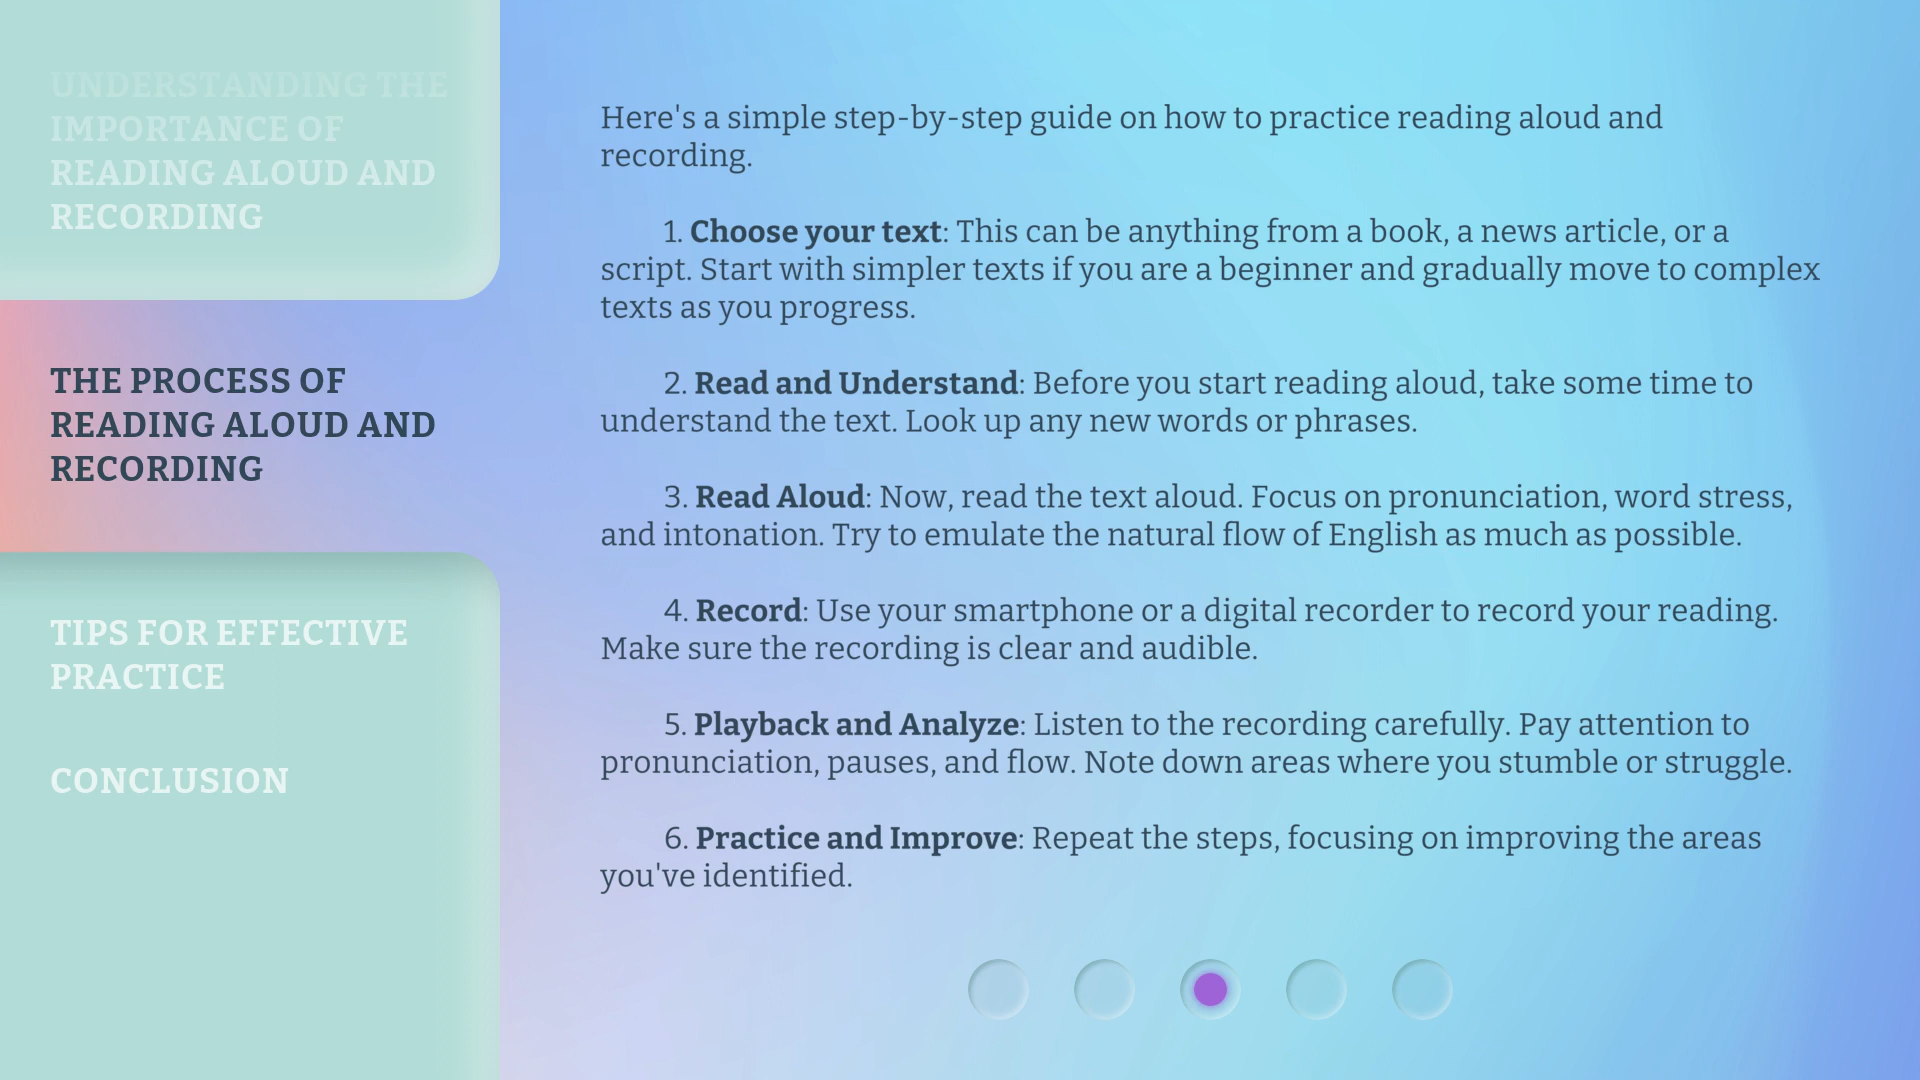 UNDERSTANDING THE
IMPORTANCE OF
READING ALOUD AND
RECORDING
THE PROCESS OF
READING ALOUD AND
RECORDING
TIPS FOR EFFECTIVE
PRACTICE
CONCLUSION
Here's a simple step-by-step guide on how to practice reading aloud and
recording.
1. Choose your text: This can be anything from a book, a news article, or a
script. Start with simpler texts if you are a beginner and gradually move to complex
texts as you progress.
2. Read and Understand: Before you start reading aloud, take some time to
understand the text. Look up any new words or phrases.
3. Read Aloud: Now, read the text aloud. Focus on pronunciation, word stress,
and intonation. Try to emulate the natural flow of English as much as possible.
4. Record: Use your smartphone or a digital recorder to record your reading.
Make sure the recording is clear and audible.
5. Playback and Analyze: Listen to the recording carefully. Pay attention to
pronunciation, pauses, and flow. Note down areas where you stumble or struggle.
6. Practice and Improve: Repeat the steps, focusing on improving the areas
you've identified.